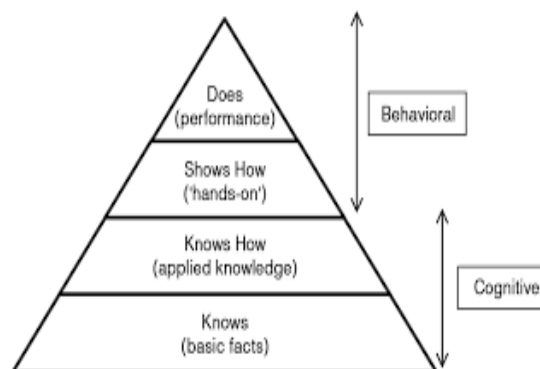 Does
(performance)
Behavioral
Shows How
('hands-on')
Knows How
(applied knowledge)
Cognitive
Knows
(basic facts)